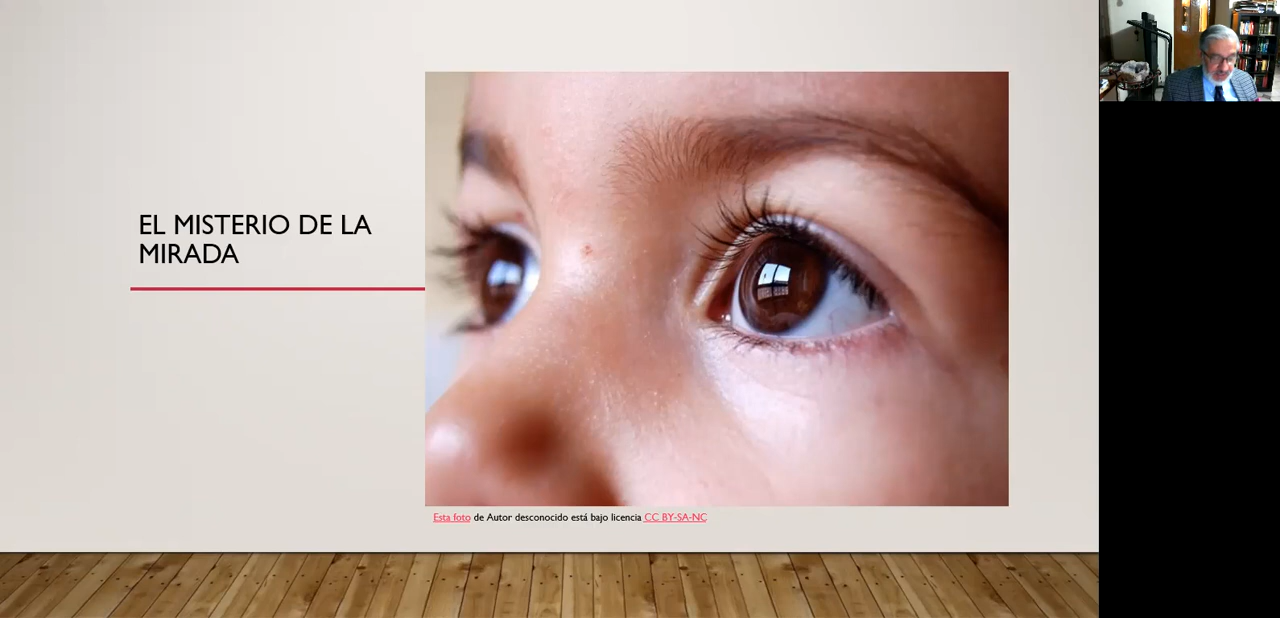 EL MISTERIO DE LA
MIRADA
Esta foto de Autor desconocido está bajo licencia CC BY-SA-NC